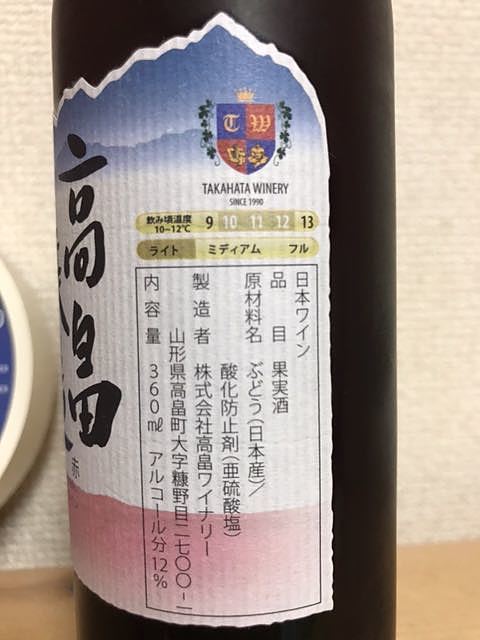 高畠
赤
T W
TAKAHATA WINERY
SINCE 1990
飲み頃温度
10~12℃
9 10 11 12 13
ライト ミディアム フル
日本ワイン
品目 果実酒
原材料名 ぶどう(日本産)/
酸化防止剤(亜硫酸塩)
製造者 株式会社高畠ワイナリー
山形県高畠町大字糠野目二七〇〇-一
内容量 360㎖ アルコール分12%